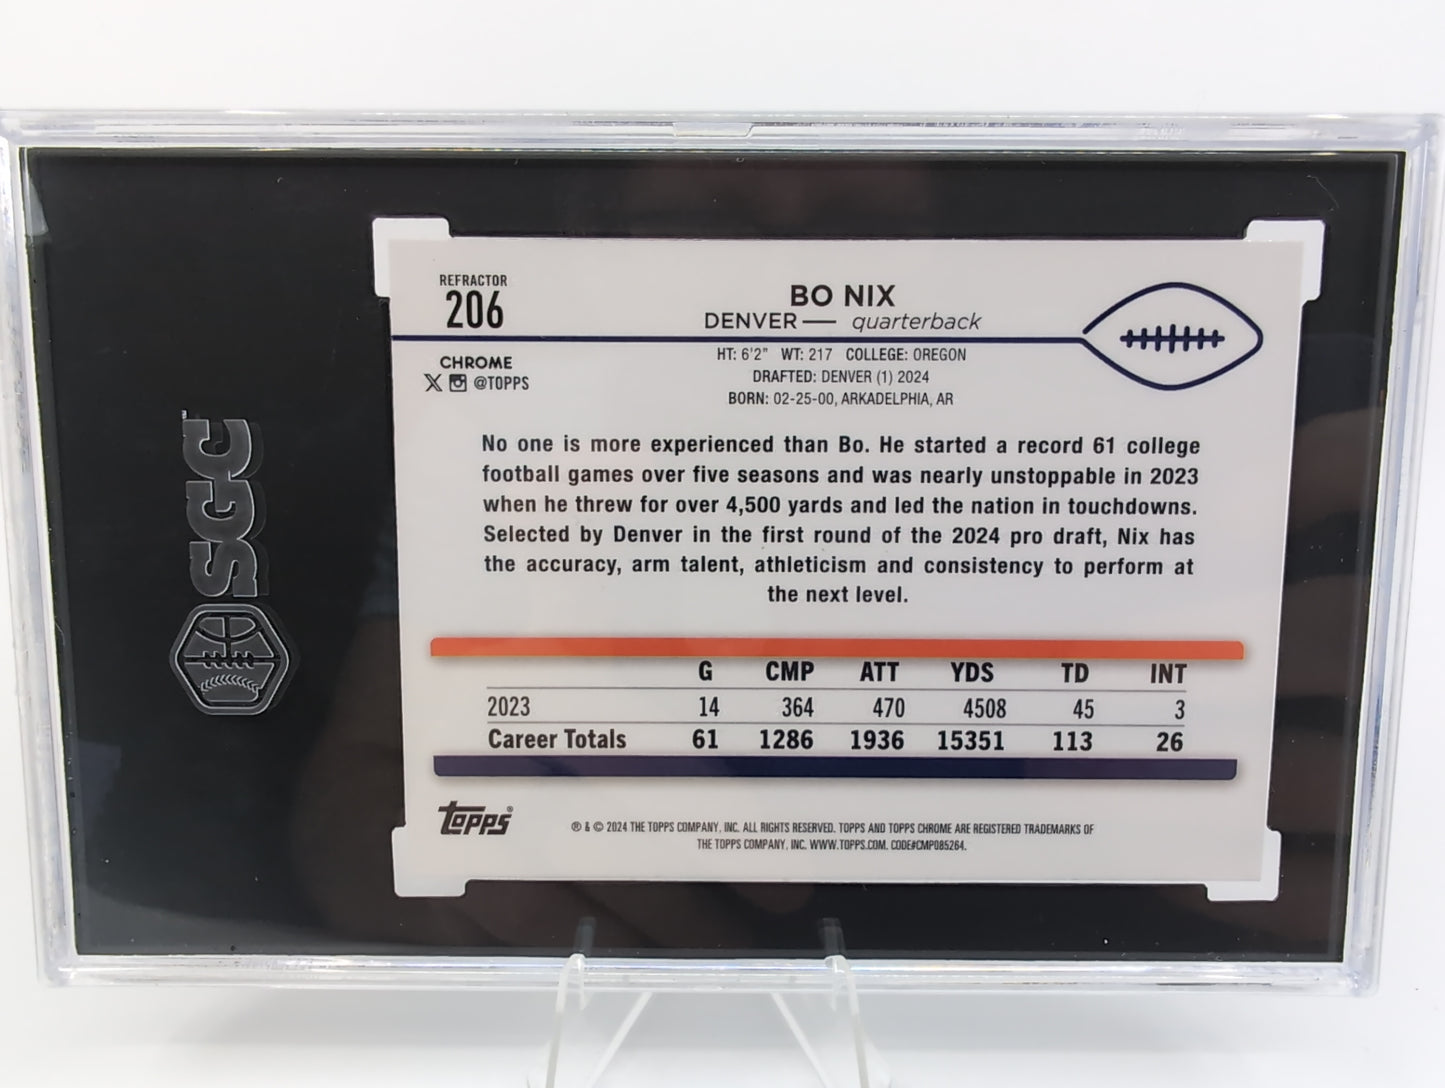 REFRACTOR
206
BO NIX
DENVER — quarterback
HT: 6'2" WT: 217 COLLEGE: OREGON
DRAFTED: DENVER (1) 2024
BORN: 02-25-00, ARKADELPHIA, AR
CHROME
@TOPPS
SGC
No one is more experienced than Bo. He started a record 61 college
football games over five seasons and was nearly unstoppable in 2023
when he threw for over 4,500 yards and led the nation in touchdowns.
Selected by Denver in the first round of the 2024 pro draft, Nix has
the accuracy, arm talent, athleticism and consistency to perform at
the next level.
G CMP ATT YDS TD INT
2023 14 364 470 4508 45 3
Career Totals 61 1286 1936 15351 113 26
Topps®
® & © 2024 THE TOPPS COMPANY, INC. ALL RIGHTS RESERVED. TOPPS AND TOPPS CHROME ARE REGISTERED TRADEMARKS OF
THE TOPPS COMPANY, INC. WWW.TOPPS.COM. CODE#CMP085264.